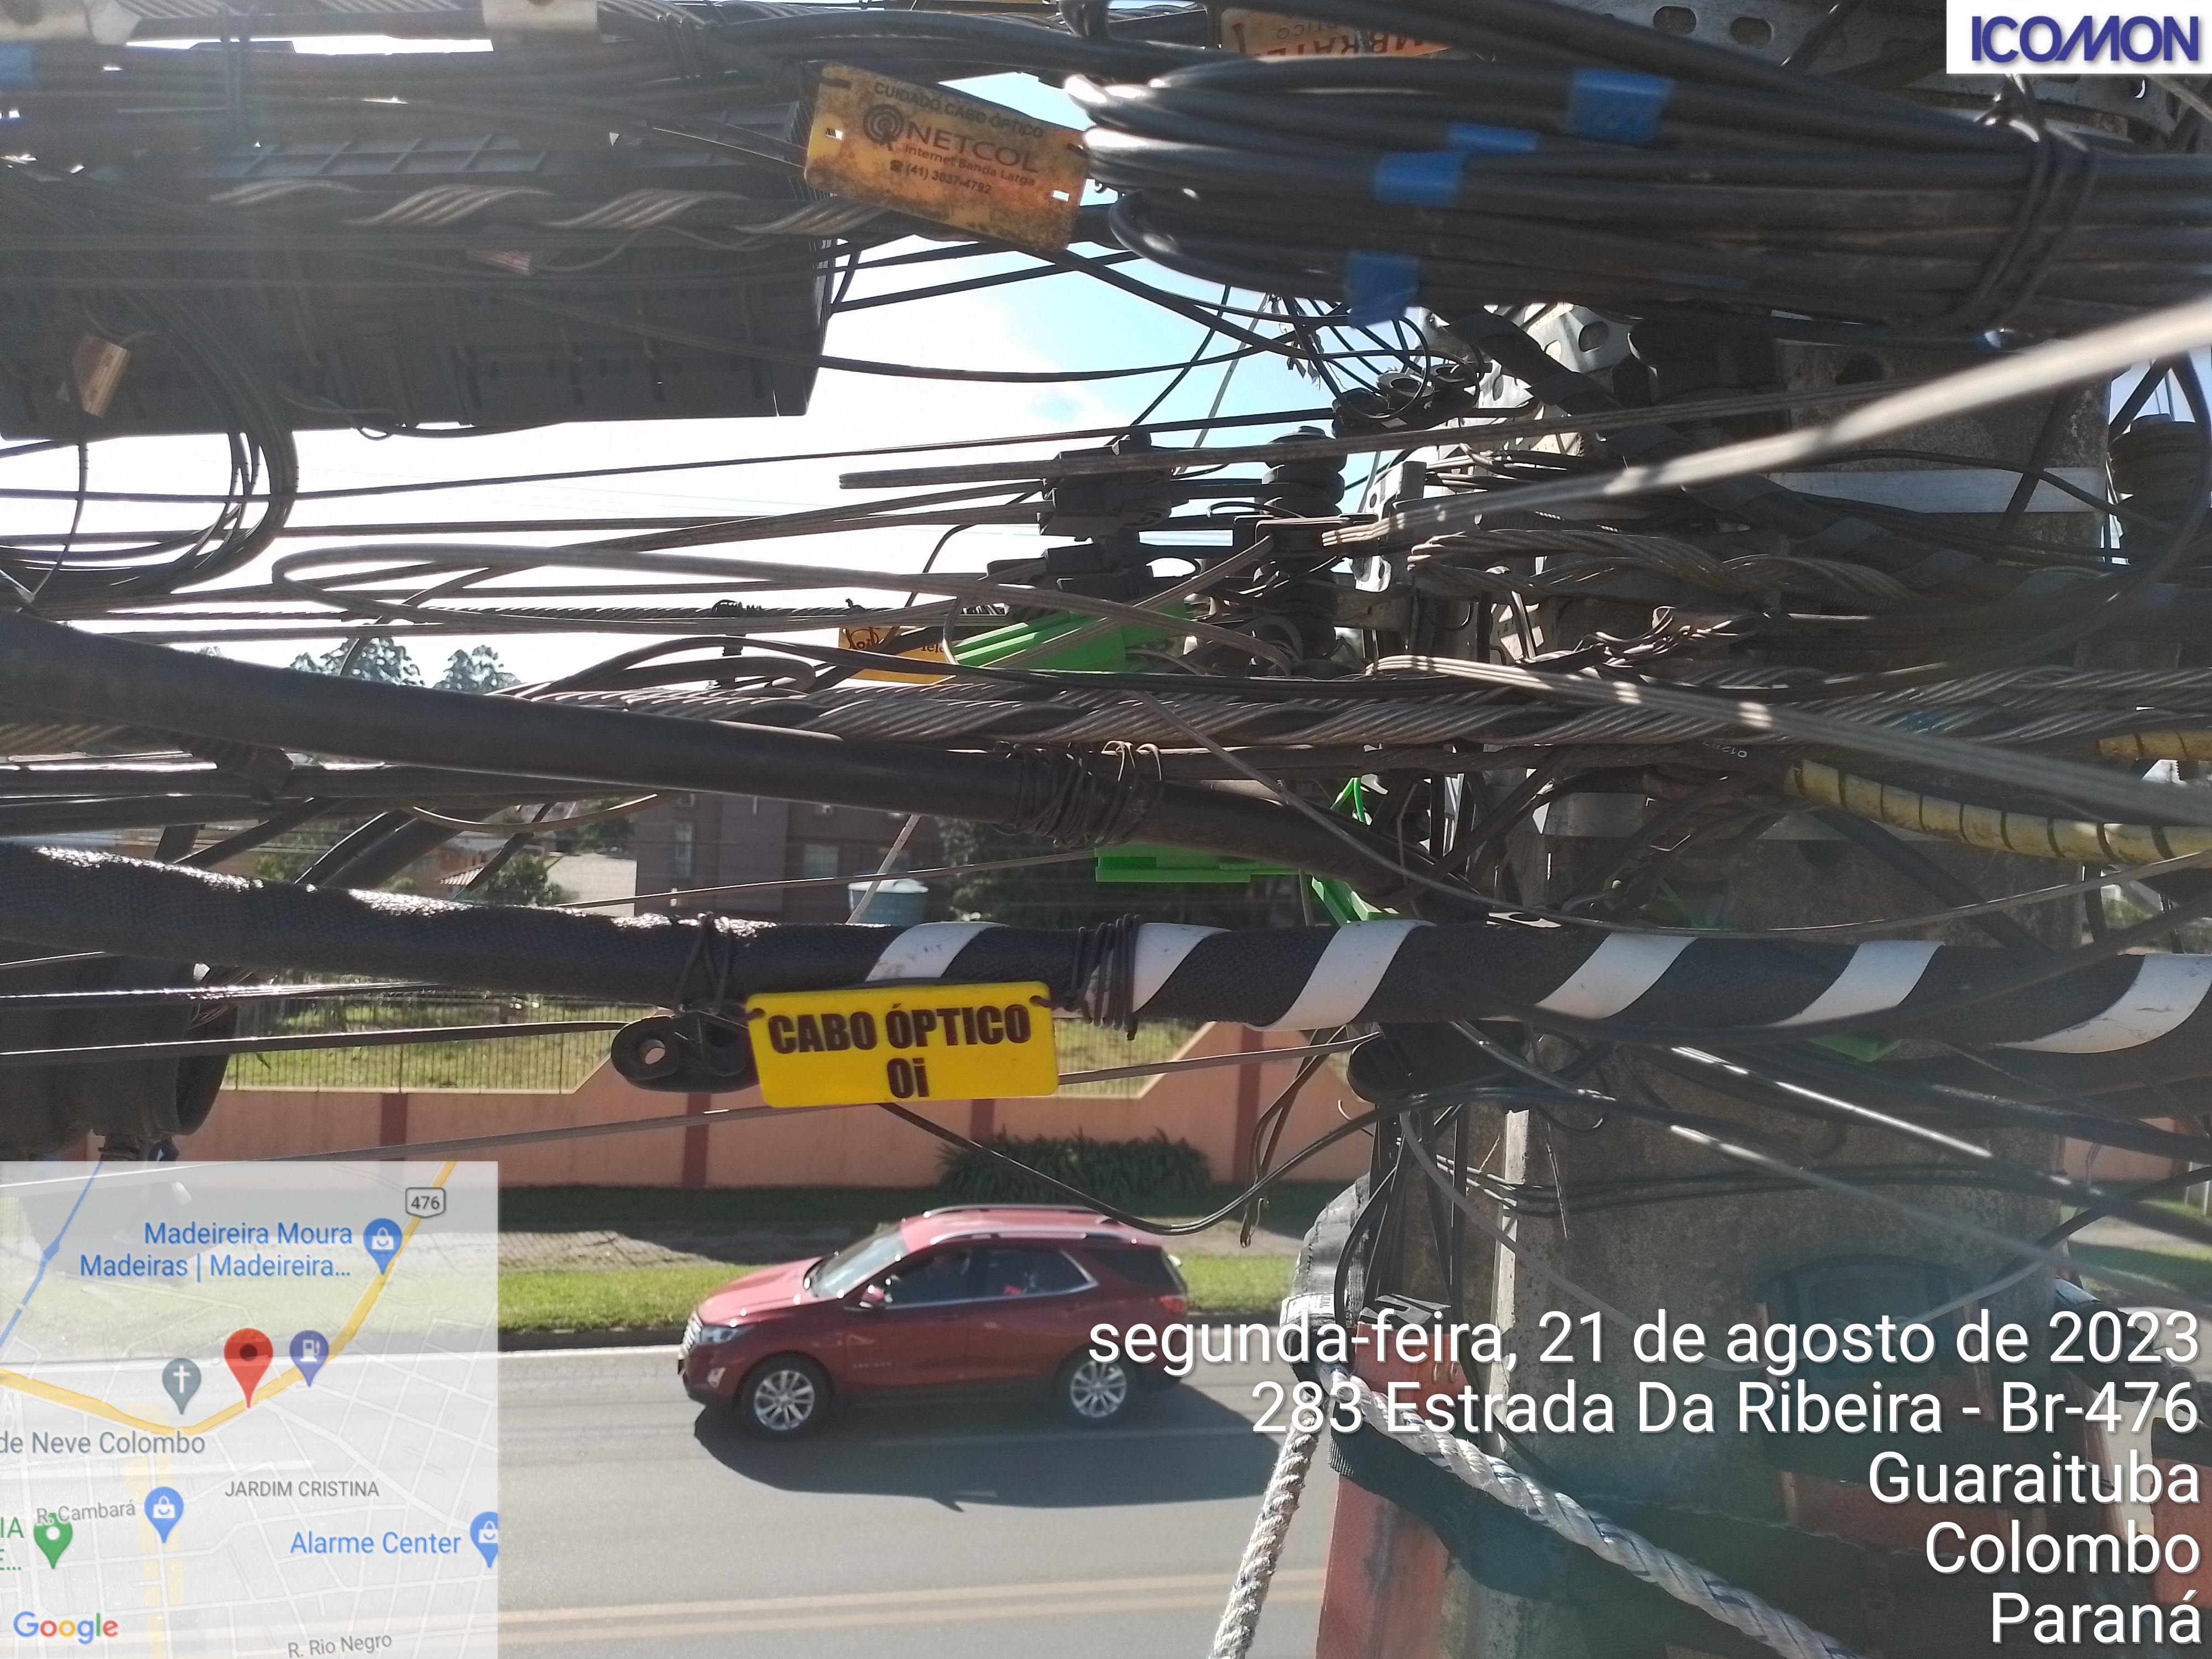 ICOMON
CUIDADO CABO ÓPTICO
NETCOL
Internet Banda Larga
(41) 3037-4792
CABO ÓPTICO
Oi
476
Madeireira Moura
Madeiras | Madeireira...
de Neve Colombo
JARDIM CRISTINA
R. Cambará
Alarme Center
Google
R. Rio Negro
segunda-feira, 21 de agosto de 2023
283 Estrada Da Ribeira - Br-476
Guaraituba
Colombo
Paraná